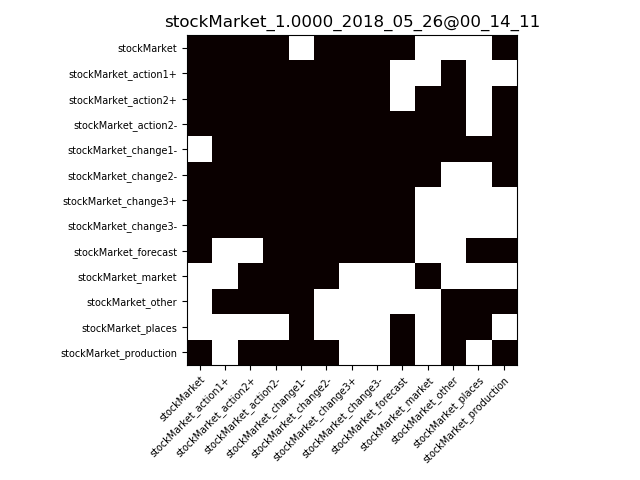 stockMarket_1.0000_2018_05_26@00_14_11
stockMarket
stockMarket_action1+
stockMarket_action2+
stockMarket_action2-
stockMarket_change1-
stockMarket_change2-
stockMarket_change3+
stockMarket_change3-
stockMarket_forecast
stockMarket_market
stockMarket_other
stockMarket_places
stockMarket_production
stockMarket
stockMarket_action1+
stockMarket_action2+
stockMarket_action2-
stockMarket_change1-
stockMarket_change2-
stockMarket_change3+
stockMarket_change3-
stockMarket_forecast
stockMarket_market
stockMarket_other
stockMarket_places
stockMarket_production